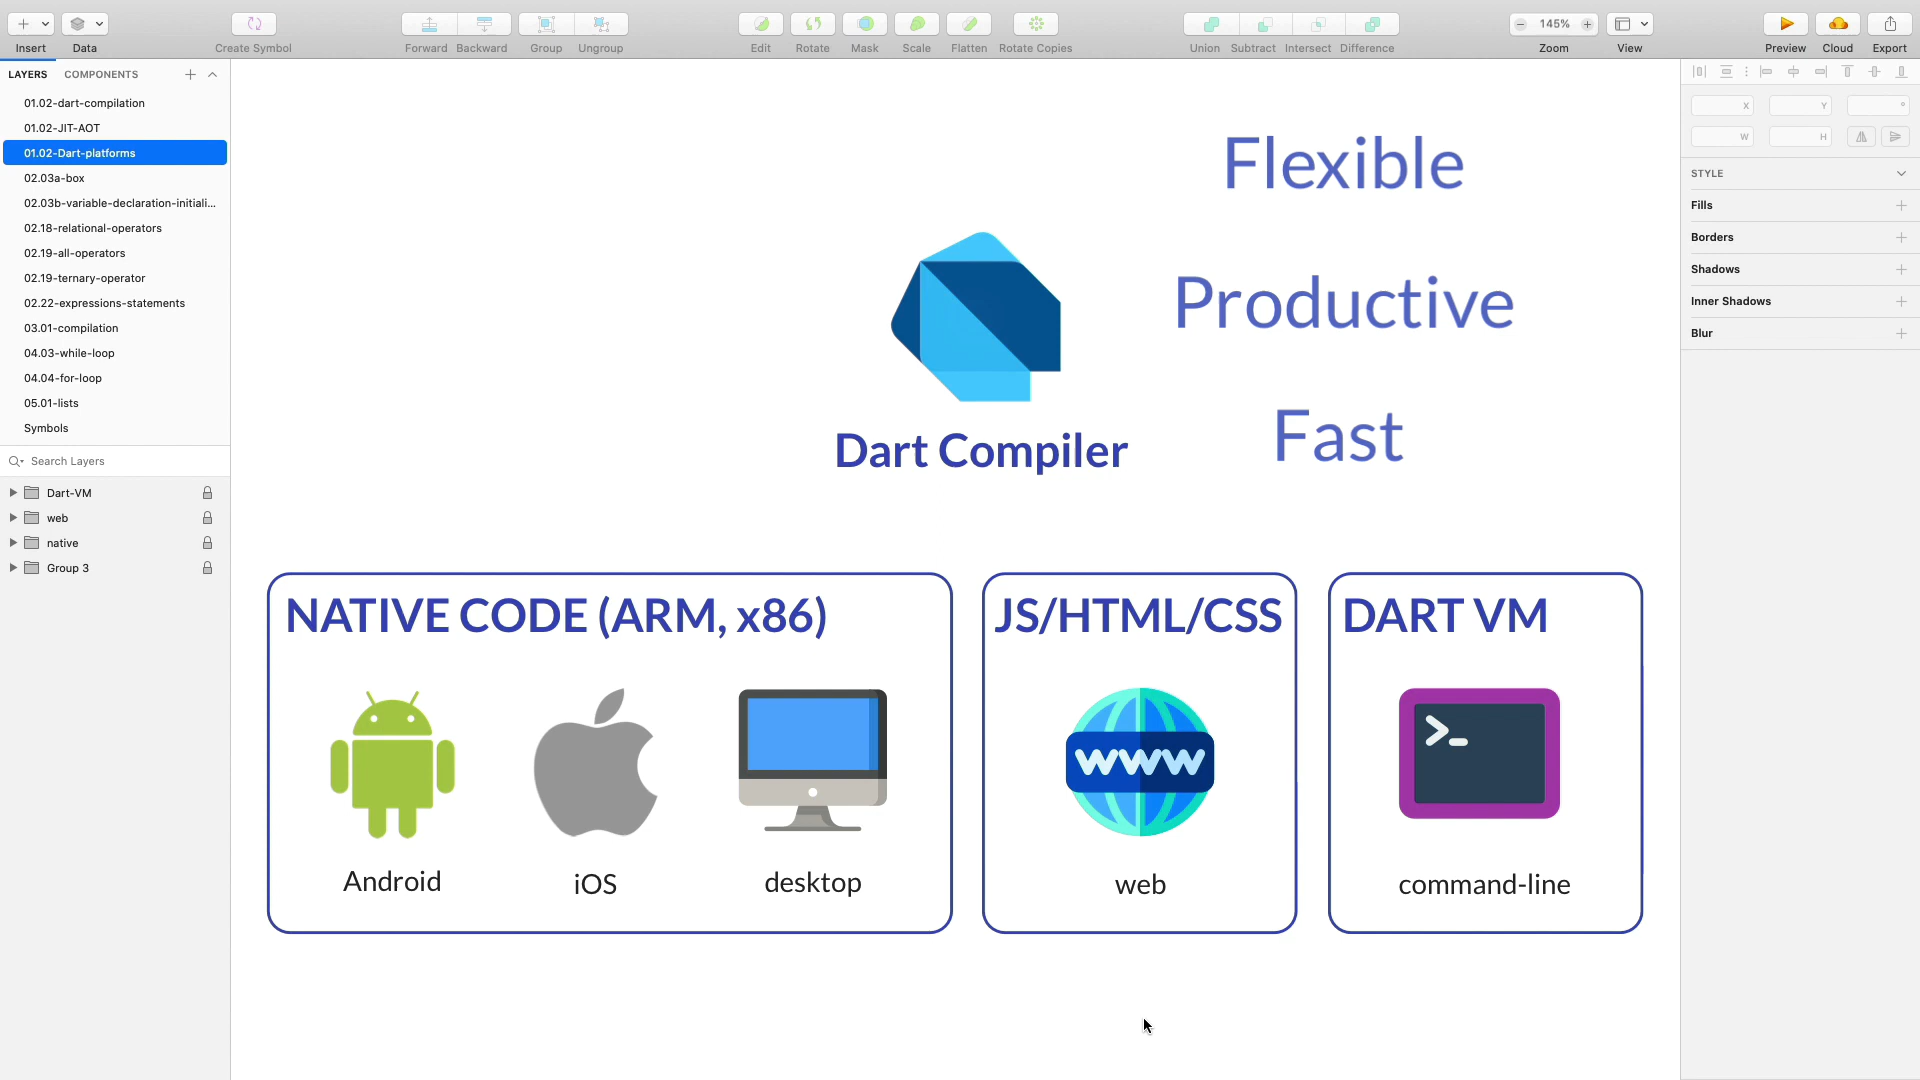 Insert
Data
Create Symbol
Forward
Backward
Group
Ungroup
Edit
Rotate
Mask
Scale
Flatten
Rotate Copies
Union
Subtract
Intersect
Difference
145%
Zoom
View
Preview
Cloud
Export
LAYERS
COMPONENTS
01.02-dart-compilation
01.02-JIT-AOT
01.02-Dart-platforms
02.03a-box
02.03b-variable-declaration-initiali...
02.18-relational-operators
02.19-all-operators
02.19-ternary-operator
02.22-expressions-statements
03.01-compilation
04.03-while-loop
04.04-for-loop
05.01-lists
Symbols
Search Layers
Dart-VM
web
native
Group 3
Flexible
Productive
Fast
Dart Compiler
NATIVE CODE (ARM, x86)
Android
iOS
desktop
JS/HTML/CSS
www
web
DART VM
>_
command-line
X
Y
°
W
H
STYLE
Fills
Borders
Shadows
Inner Shadows
Blur